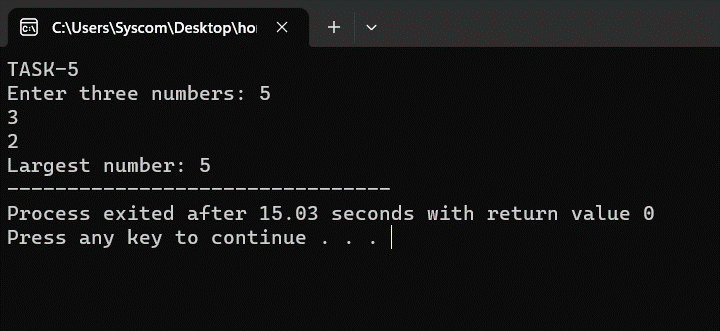 C:\Users\Syscom\Desktop\ho
TASK-5
Enter three numbers: 5
3
2
Largest number: 5
--------------------------------
Process exited after 15.03 seconds with return value 0
Press any key to continue . . .